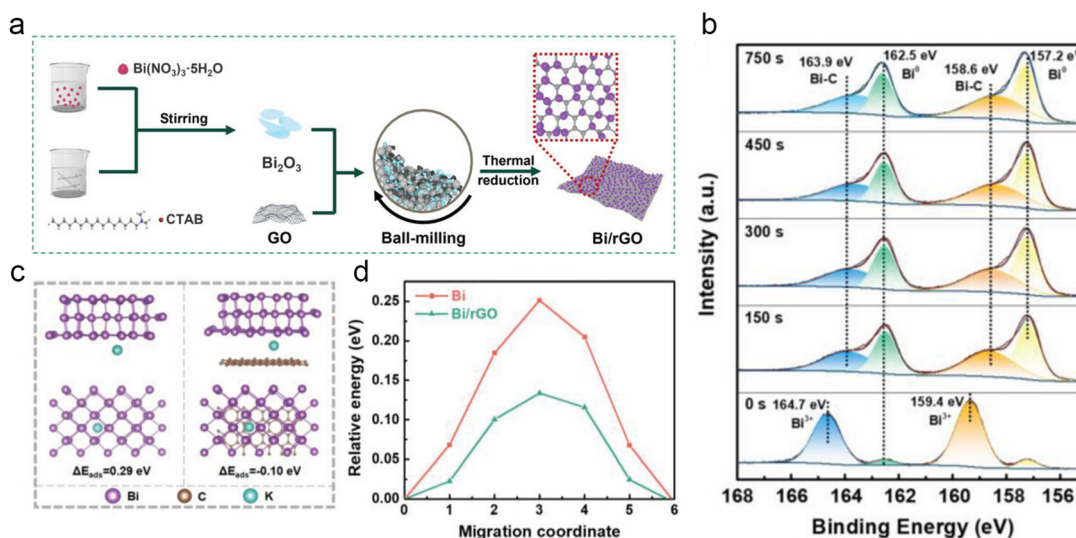 a
Bi(NO₃)₃·5H₂O
Stirring
CTAB
Bi₂O₃
GO
Ball-milling
Thermal
reduction
Bi/rGO
b
750 s
163.9 eV
Bi-C
162.5 eV
Bi⁰
158.6 eV
Bi-C
157.2 eV
Bi⁰
450 s
300 s
150 s
0 s
164.7 eV
Bi³⁺
159.4 eV
Bi³⁺
Intensity (a.u.)
168 166 164 162 160 158 156
Binding Energy (eV)
c
ΔEads=0.29 eV
ΔEads=-0.10 eV
Bi C K
d
Bi
Bi/rGO
Relative energy (eV)
0.25
0.20
0.15
0.10
0.05
0.00
0 1 2 3 4 5 6
Migration coordinate